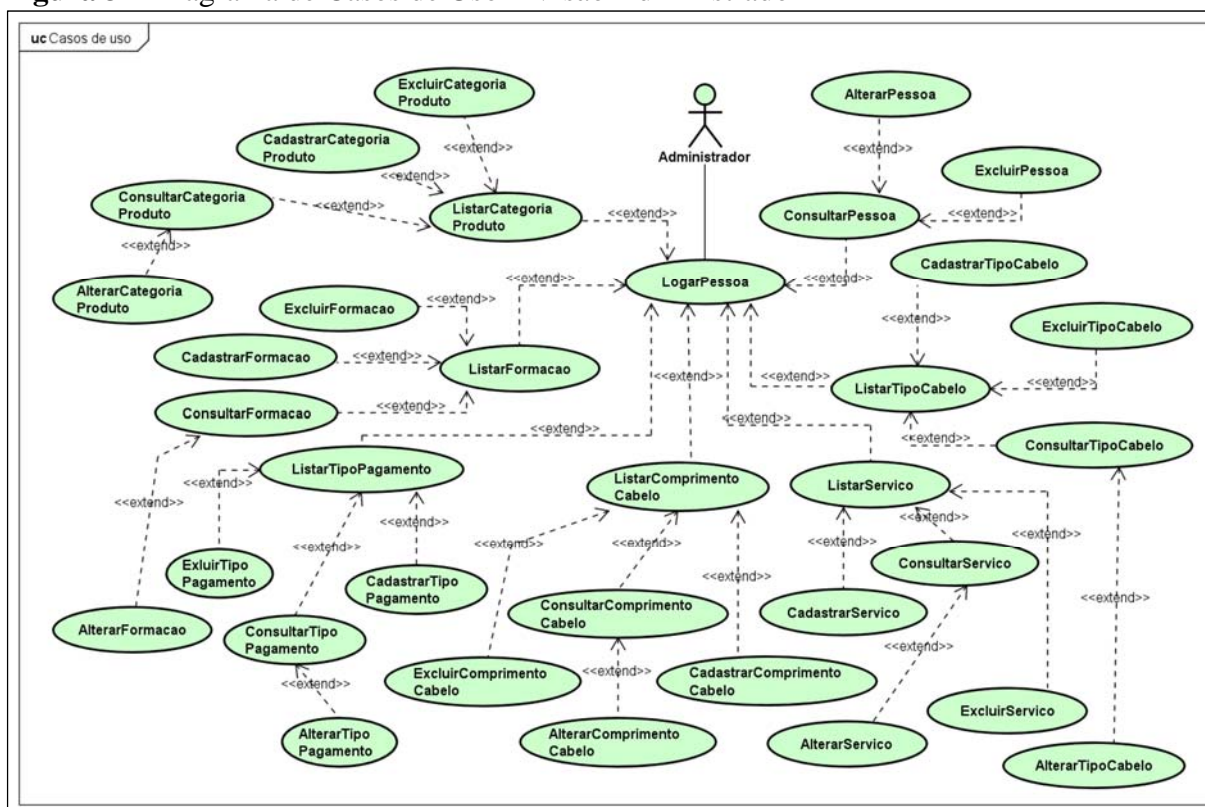 uc Casos de uso
ExcluirCategoria
Produto
AlterarPessoa
CadastrarCategoria
Produto
<<extend>>
<<extend>>
Administrador
ExcluirPessoa
<<extend>>
ConsultarCategoria
Produto
<<extend>>
ListarCategoria
Produto
<<extend>>
ConsultarPessoa
<<extend>>
<<extend>>
<<extend>>
CadastrarTipoCabelo
AlterarCategoria
Produto
<<extend>>
LogarPessoa
<<extend>>
ExcluirFormacao
<<extend>>
ExcluirTipoCabelo
CadastrarFormacao
<<extend>>
ListarFormacao
<<extend>>
<<extend>>
<<extend>>
ListarTipoCabelo
<<extend>>
ConsultarFormacao
<<extend>>
<<extend>>
<<extend>>
<<extend>>
ConsultarTipoCabelo
ListarTipoPagamento
<<extend>>
ListarComprimento
Cabelo
ListarServico
<<extend>>
<<extend>>
<<extend>>
<<extend>>
<<extend>>
<<extend>>
<<extend>>
<<extend>>
<<extend>>
<<extend>>
ExluirTipo
Pagamento
CadastrarTipo
Pagamento
ConsultarServico
ConsultarComprimento
Cabelo
CadastrarServico
<<extend>>
AlterarFormacao
ConsultarTipo
Pagamento
<<extend>>
<<extend>>
<<extend>>
ExcluirComprimento
Cabelo
CadastrarComprimento
Cabelo
ExcluirServico
AlterarTipo
Pagamento
AlterarComprimento
Cabelo
AlterarServico
AlterarTipoCabelo